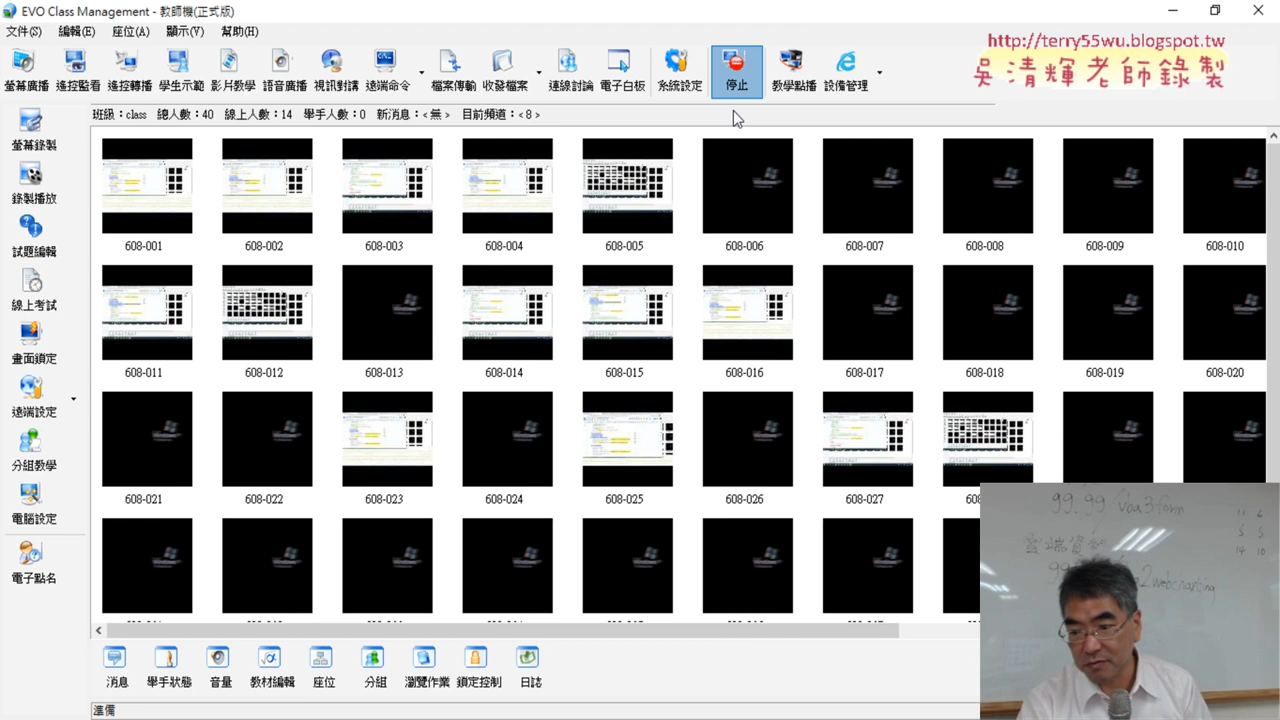 EVO Class Management - 教師機(正式版)
文件(S) 編輯(E) 座位(A) 顯示(V) 幫助(H)
http://terry55wu.blogspot.tw
吳清輝老師錄製
螢幕廣播 遙控監看 遙控轉播 學生示範 影片教學 語音廣播 視訊對講 遠端命令 檔案傳輸 收發檔案 連線討論 電子白板 系統設定 停止 教學點播 設備管理
班級:class 總人數:40 線上人數:14 舉手人數:0 新消息:<無> 目前頻道:<8>
螢幕錄製
錄製播放
試題編輯
線上考試
畫面鎖定
遠端設定
分組教學
電腦設定
電子點名
608-001 608-002 608-003 608-004 608-005 608-006 608-007 608-008 608-009 608-010
608-011 608-012 608-013 608-014 608-015 608-016 608-017 608-018 608-019 608-020
608-021 608-022 608-023 608-024 608-025 608-026 608-027
99.99/vba3form
雲端資
消息 舉手狀態 音量 教材編輯 座位 分組 瀏覽作業 鎖定控制 日誌
準備